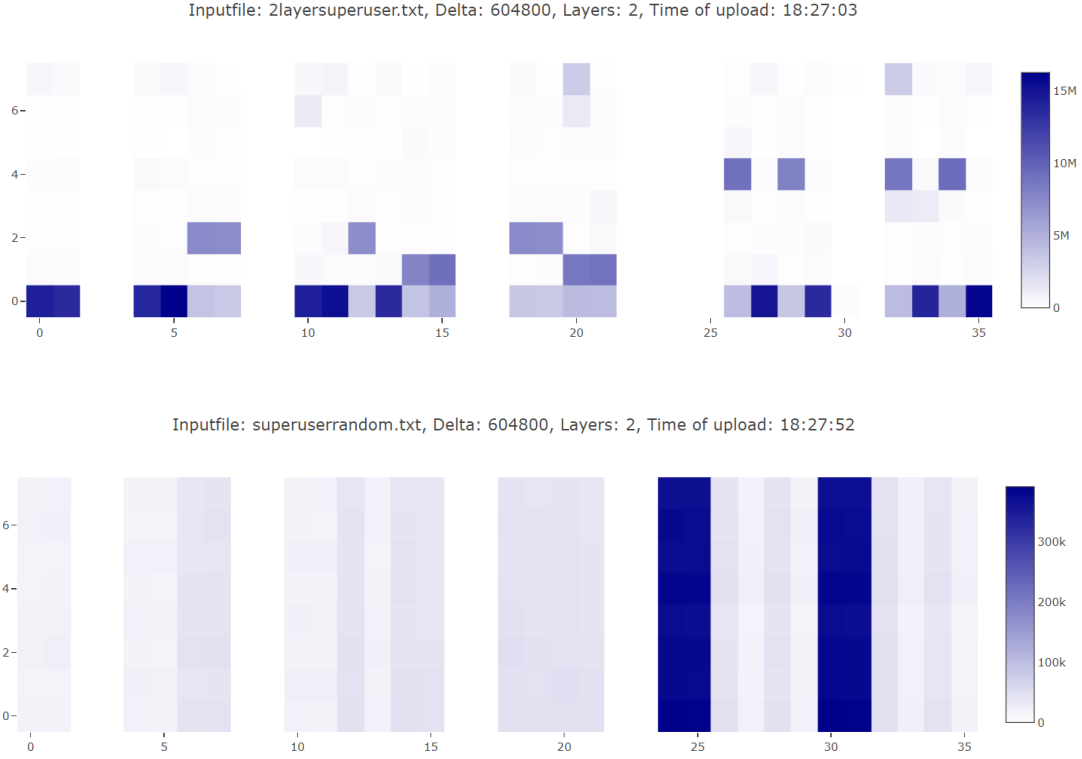 Inputfile: 2layersuperuser.txt, Delta: 604800, Layers: 2, Time of upload: 18:27:03
6
4
2
0
0 5 10 15 20 25 30 35
15M
10M
5M
0
Inputfile: superuserrandom.txt, Delta: 604800, Layers: 2, Time of upload: 18:27:52
6
4
2
0
0 5 10 15 20 25 30 35
300k
200k
100k
0